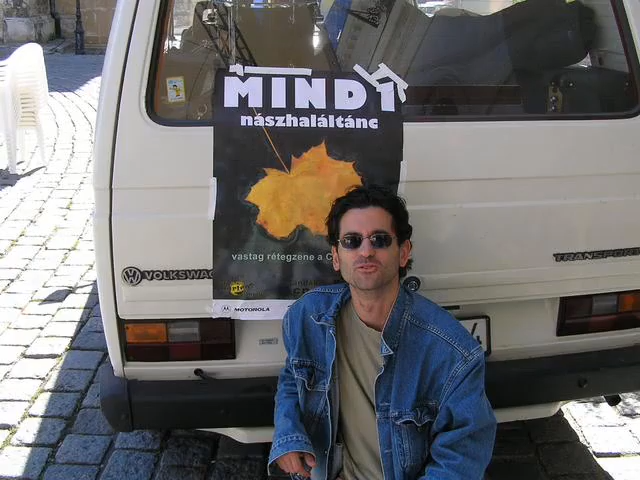 MIND1
nászhaláltánc
vastag rétegzene a
MOTOROLA
VOLKSWAG
TRANSPORT